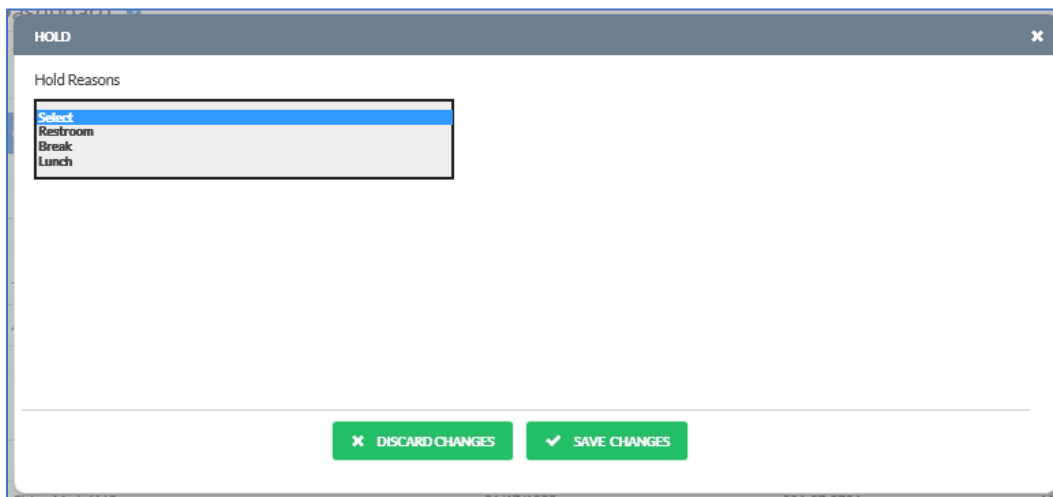 HOLD
Hold Reasons
Select
Restroom
Break
Lunch
DISCARD CHANGES
SAVE CHANGES